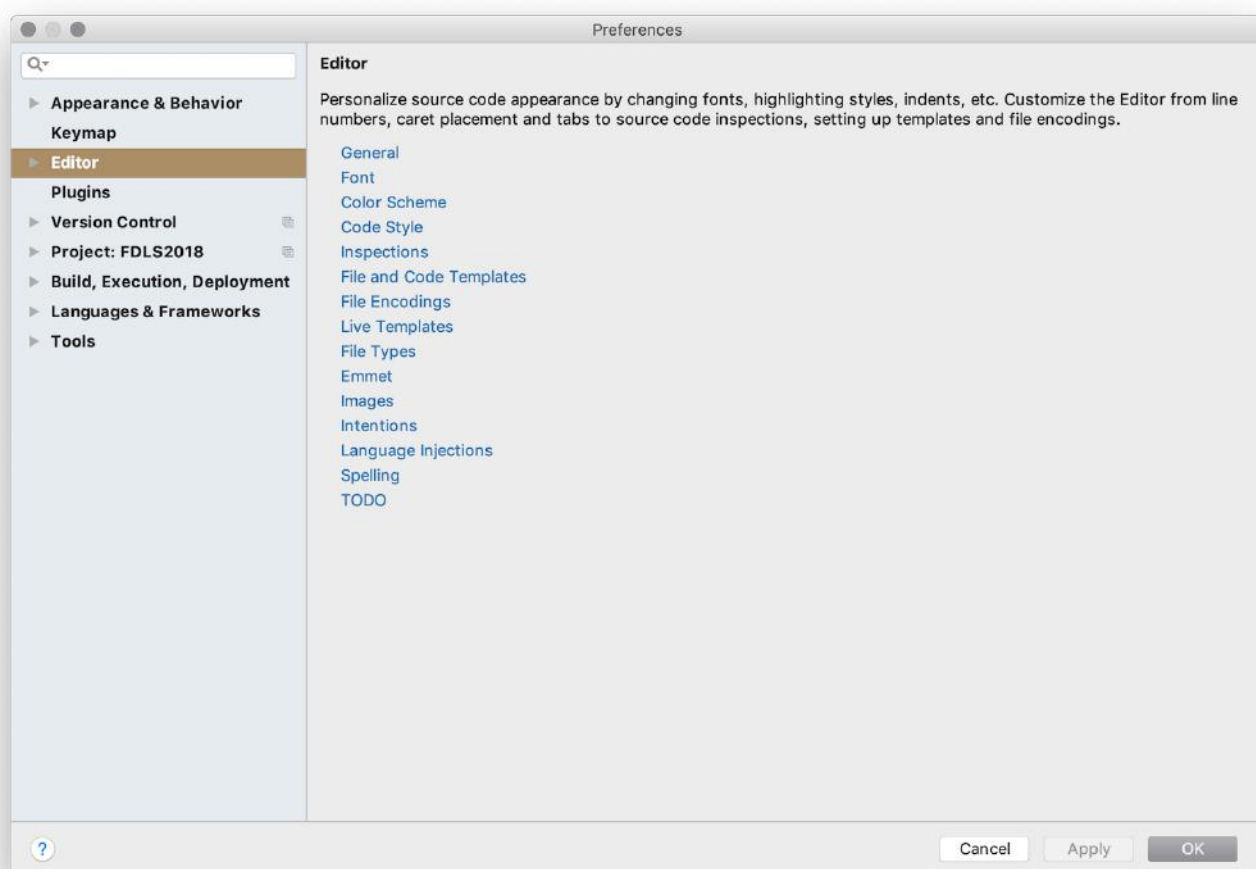 Preferences
Appearance & Behavior
Keymap
Editor
Plugins
Version Control
Project: FDLS2018
Build, Execution, Deployment
Languages & Frameworks
Tools
Editor
Personalize source code appearance by changing fonts, highlighting styles, indents, etc. Customize the Editor from line
numbers, caret placement and tabs to source code inspections, setting up templates and file encodings.
General
Font
Color Scheme
Code Style
Inspections
File and Code Templates
File Encodings
Live Templates
File Types
Emmet
Images
Intentions
Language Injections
Spelling
TODO
?
Cancel
Apply
OK